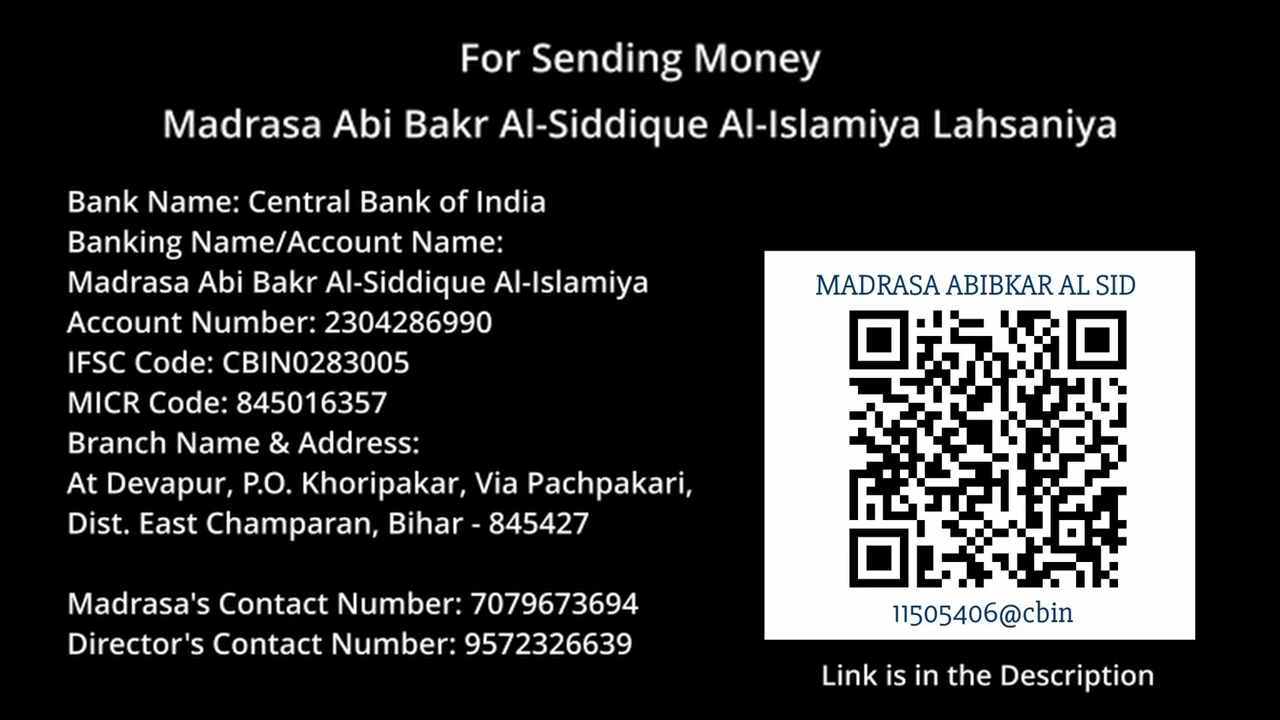 For Sending Money
Madrasa Abi Bakr Al-Siddique Al-Islamiya Lahsaniya
Bank Name: Central Bank of India
Banking Name/Account Name:
Madrasa Abi Bakr Al-Siddique Al-Islamiya
Account Number: 2304286990
IFSC Code: CBIN0283005
MICR Code: 845016357
Branch Name & Address:
At Devapur, P.O. Khoripakar, Via Pachpakari,
Dist. East Champaran, Bihar - 845427
Madrasa's Contact Number: 7079673694
Director's Contact Number: 9572326639
MADRASA ABIBKAR AL SID
11505406@cbin
Link is in the Description